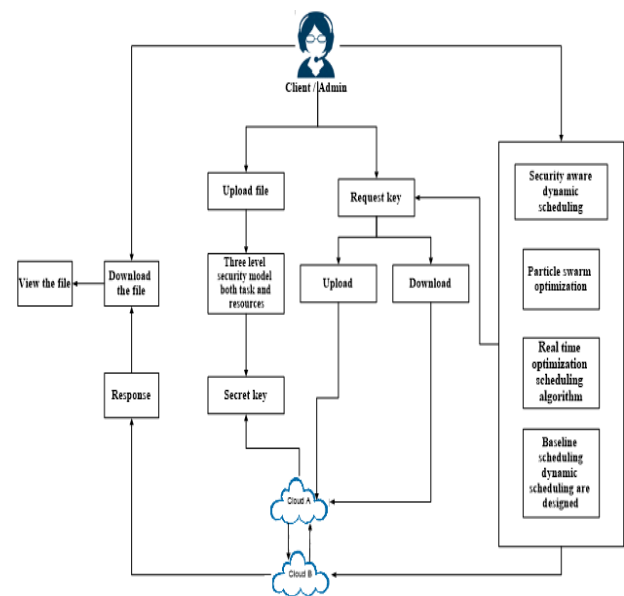 Client / Admin
Security aware
dynamic
scheduling
Upload file
Request key
Three level
security model
both task and
resources
View the file
Download
the file
Upload
Download
Particle swarm
optimization
Real time
optimization
scheduling
algorithm
Response
Secret key
Baseline
scheduling
dynamic
scheduling are
designed
Cloud A
Cloud B